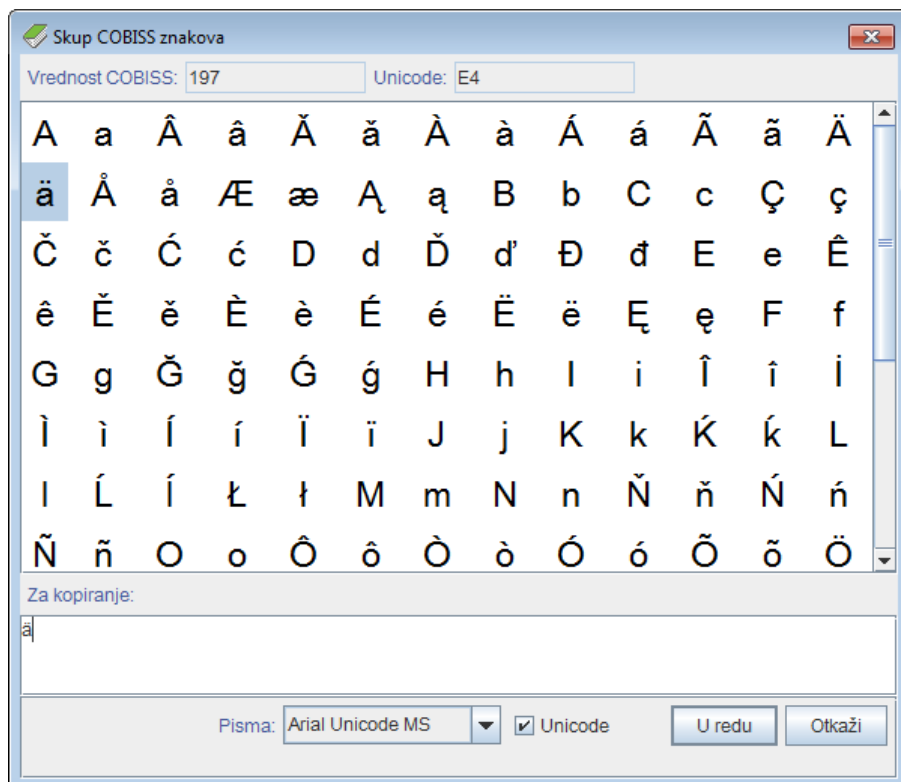 Skup COBISS znakova
Vrednost COBISS: 197 Unicode: E4
A a Â â Ǎ ǎ À à Á á Ã ã Ä
ä Å å Æ æ Ą ą B b C c Ç ç
Č č Ć ć D d Ď ď Đ đ E e Ê
ê Ě ě È è É é Ë ë Ę ę F f
G g Ğ ğ Ǵ ǵ H h I i Î î İ
Ì ì Í í Ï ï J j K k Ḱ ḱ L
l Ĺ ĺ Ł ł M m N n Ň ň Ń ń
Ñ ñ O o Ô ô Ò ò Ó ó Õ õ Ö
Za kopiranje:
ä
Pisma: Arial Unicode MS Unicode U redu Otkaži